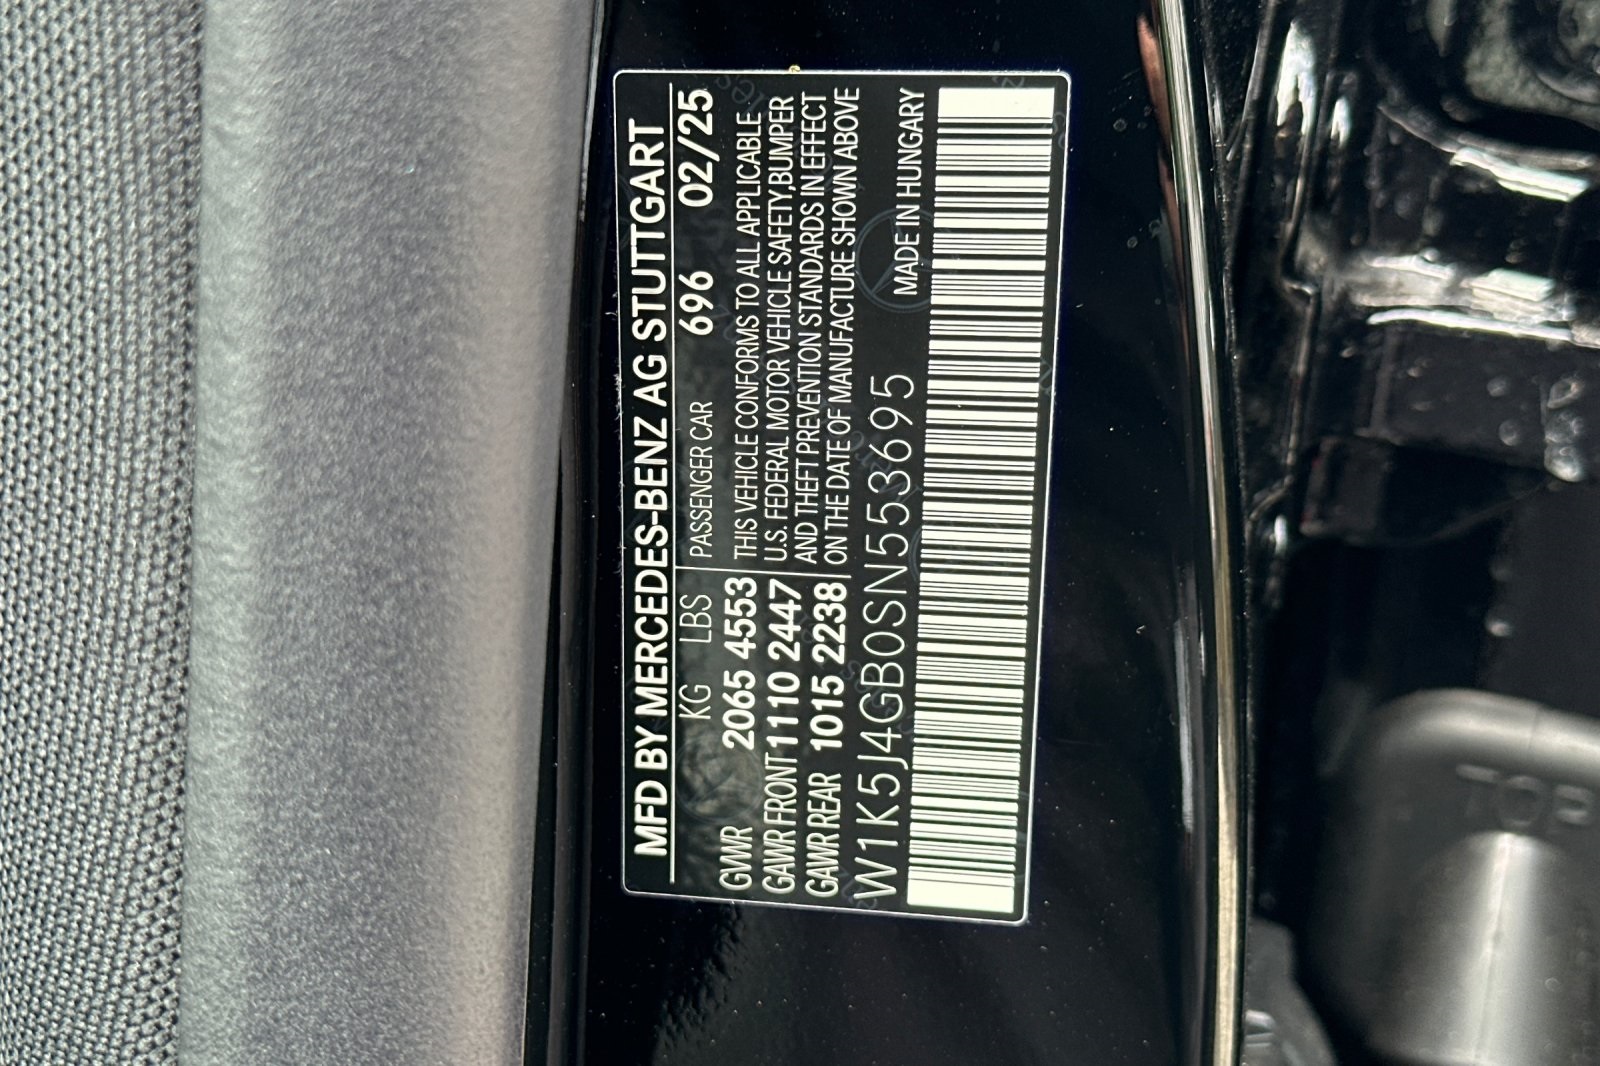 MFD BY MERCEDES-BENZ AG STUTTGART
KG LBS PASSENGER CAR 696 02/25
GVWR 2065 4553 THIS VEHICLE CONFORMS TO ALL APPLICABLE
GAWR FRONT 1110 2447 U.S. FEDERAL MOTOR VEHICLE SAFETY,BUMPER
GAWR REAR 1015 2238 AND THEFT PREVENTION STANDARDS IN EFFECT
ON THE DATE OF MANUFACTURE SHOWN ABOVE
W1K5J4GB0SN553695 MADE IN HUNGARY
TOP